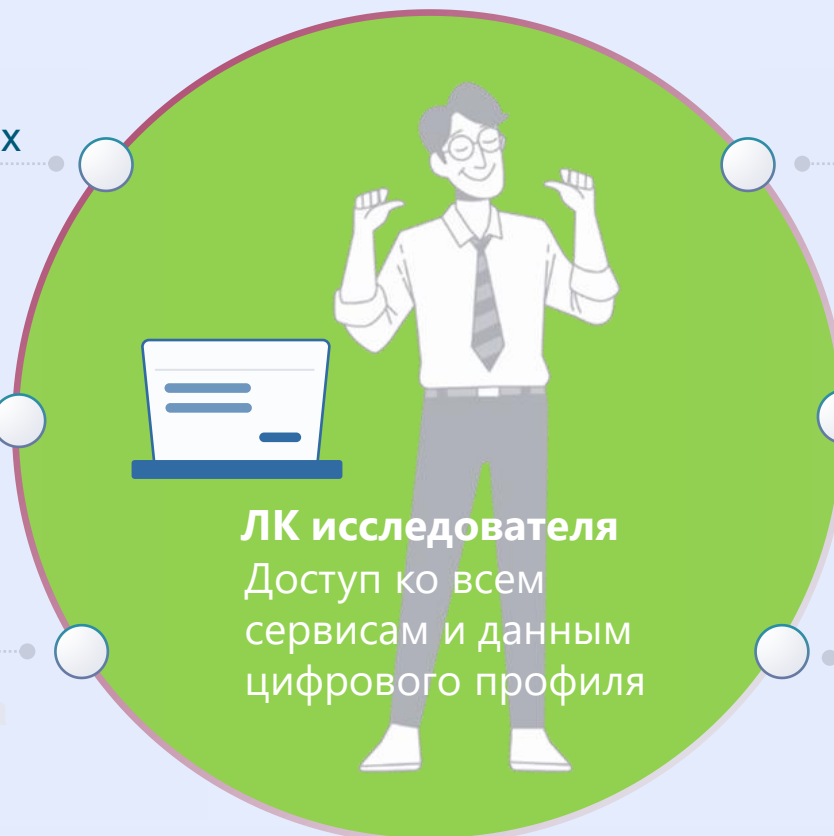 х
ЛК исследователя
Доступ ко всем
сервисам и данным
цифрового профиля